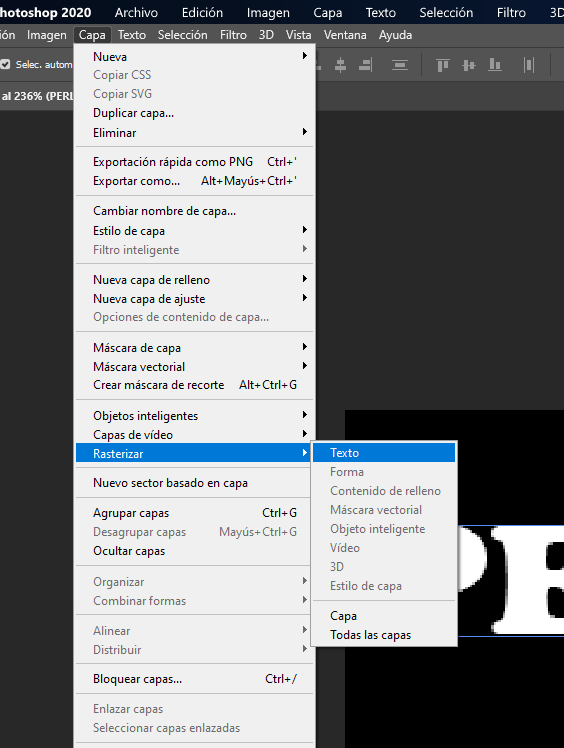 hotoshop 2020 Archivo Edición Imagen Capa Texto Selección Filtro 3D
ión Imagen Capa Texto Selección Filtro 3D Vista Ventana Ayuda
Selec. autom
al 236% (PERL
Nueva
Copiar CSS
Copiar SVG
Duplicar capa...
Eliminar
Exportación rápida como PNG Ctrl+'
Exportar como... Alt+Mayús+Ctrl+'
Cambiar nombre de capa...
Estilo de capa
Filtro inteligente
Nueva capa de relleno
Nueva capa de ajuste
Opciones de contenido de capa...
Máscara de capa
Máscara vectorial
Crear máscara de recorte Alt+Ctrl+G
Objetos inteligentes
Capas de vídeo
Rasterizar
Nuevo sector basado en capa
Agrupar capas Ctrl+G
Desagrupar capas Mayús+Ctrl+G
Ocultar capas
Organizar
Combinar formas
Alinear
Distribuir
Bloquear capas... Ctrl+/
Enlazar capas
Seleccionar capas enlazadas
Texto
Forma
Contenido de relleno
Máscara vectorial
Objeto inteligente
Vídeo
3D
Estilo de capa
Capa
Todas las capas